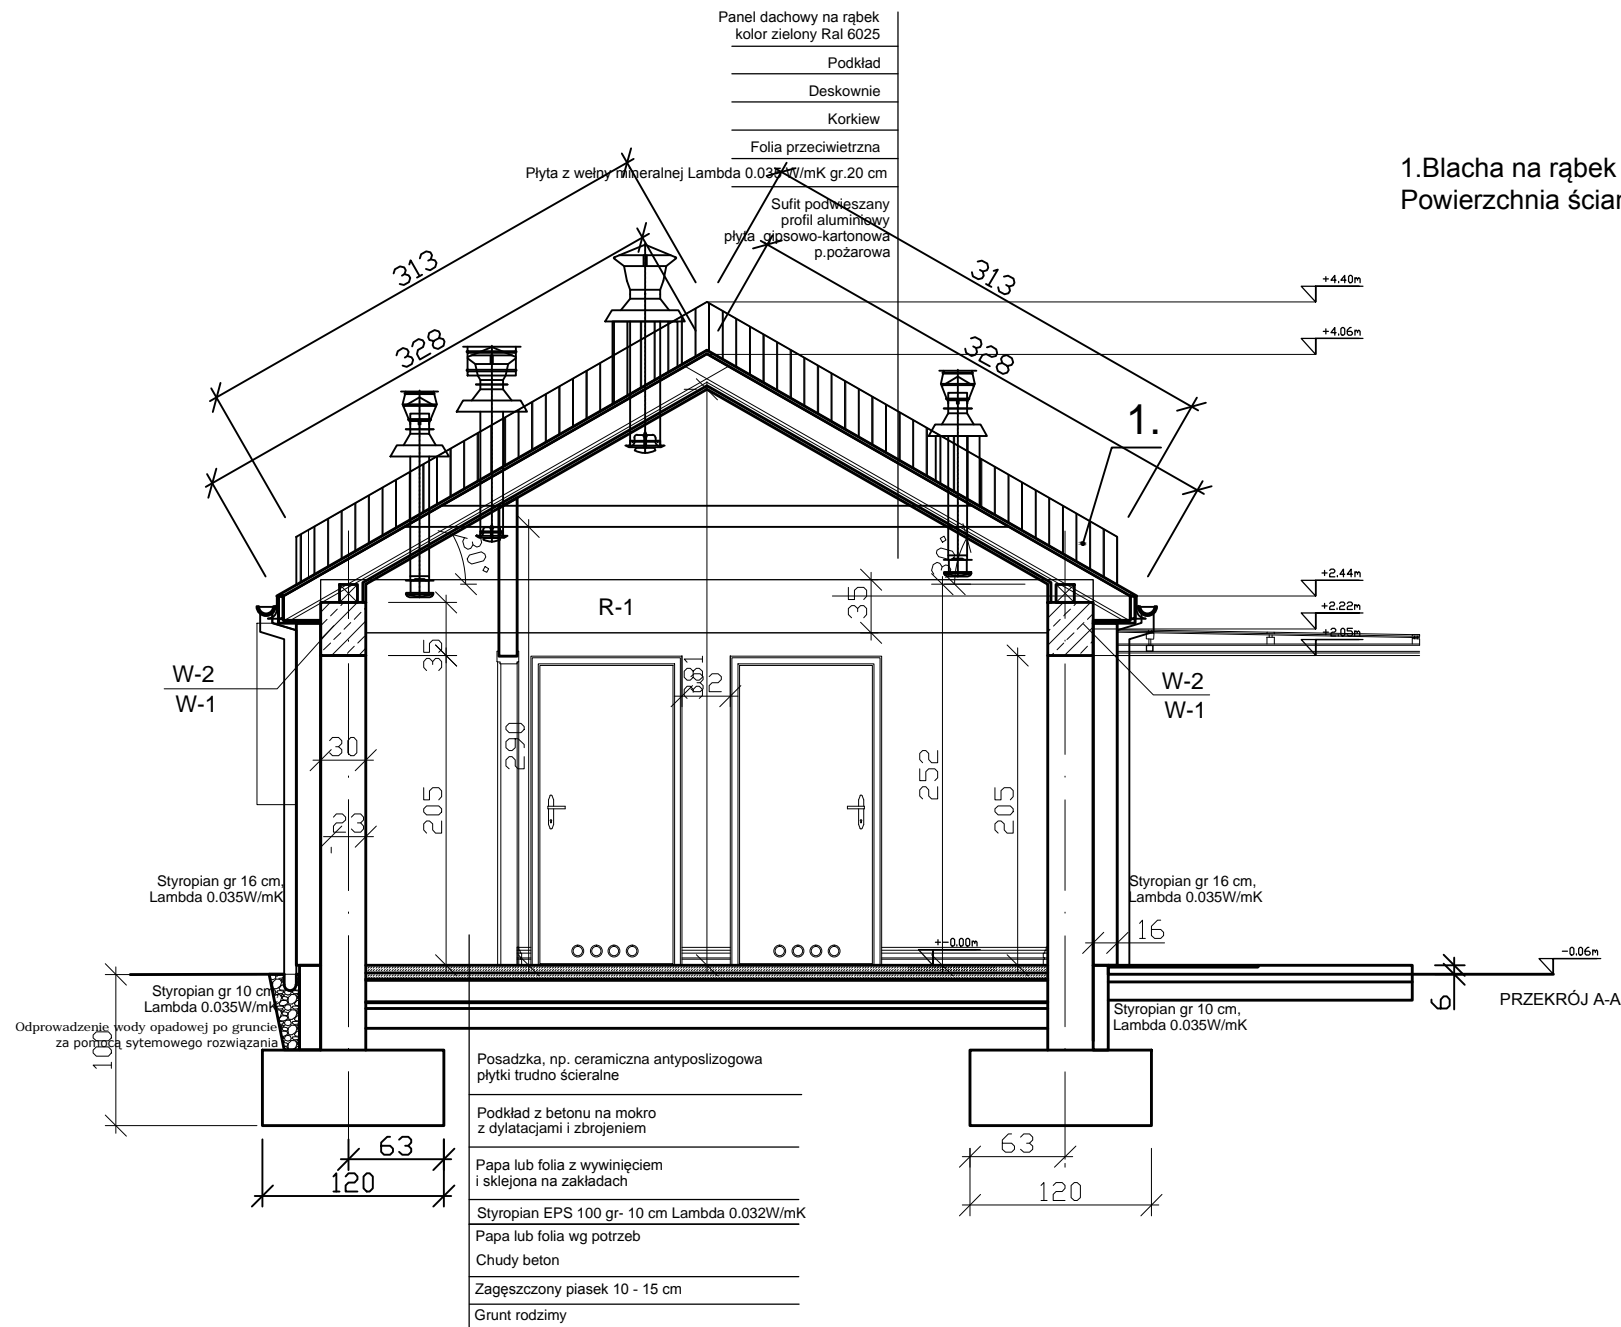 Panel dachowy na rąbek
kolor zielony Ral 6025
Podkład
Deskownie
Korkiew
Folia przeciwietrzna
Płyta z wełny mineralnej Lambda 0.035W/mK gr.20 cm
Sufit podwieszany
profil aluminiowy
płyta gipsowo-kartonowa
p.pożarowa
1.Blacha na rąbek
Powierzchnia ścian
313
313
328
328
+4.40m
+4.06m
1.
30°
30°
+2.44m
+2.22m
+2.05m
R-1
35
35
W-2
W-1
W-2
W-1
381
30
290
252
205
205
23
Styropian gr 16 cm,
Lambda 0.035W/mK
Styropian gr 16 cm,
Lambda 0.035W/mK
16
+-0.00m
-0.06m
6
PRZEKRÓJ A-A
Styropian gr 10 cm,
Lambda 0.035W/mK
Styropian gr 10 cm,
Lambda 0.035W/mK
Odprowadzenie wody opadowej po gruncie
za pomocą sytemowego rozwiązania
100
Posadzka, np. ceramiczna antyposlizogowa
płytki trudno ścieralne
Podkład z betonu na mokro
z dylatacjami i zbrojeniem
Papa lub folia z wywinięciem
i sklejona na zakładach
Styropian EPS 100 gr- 10 cm Lambda 0.032W/mK
Papa lub folia wg potrzeb
Chudy beton
Zagęszczony piasek 10 - 15 cm
Grunt rodzimy
63
120
63
120